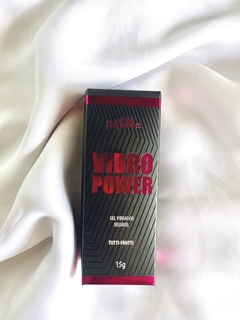 VIBRO
POWER
GEL VIBRADOR
BEIJÁVEL
TUTTI-FRUTTI
15g